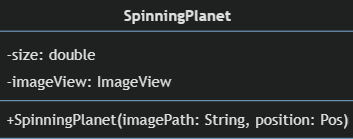 SpinningPlanet
-size: double
-imageView: ImageView
+SpinningPlanet(imagePath: String, position: Pos)